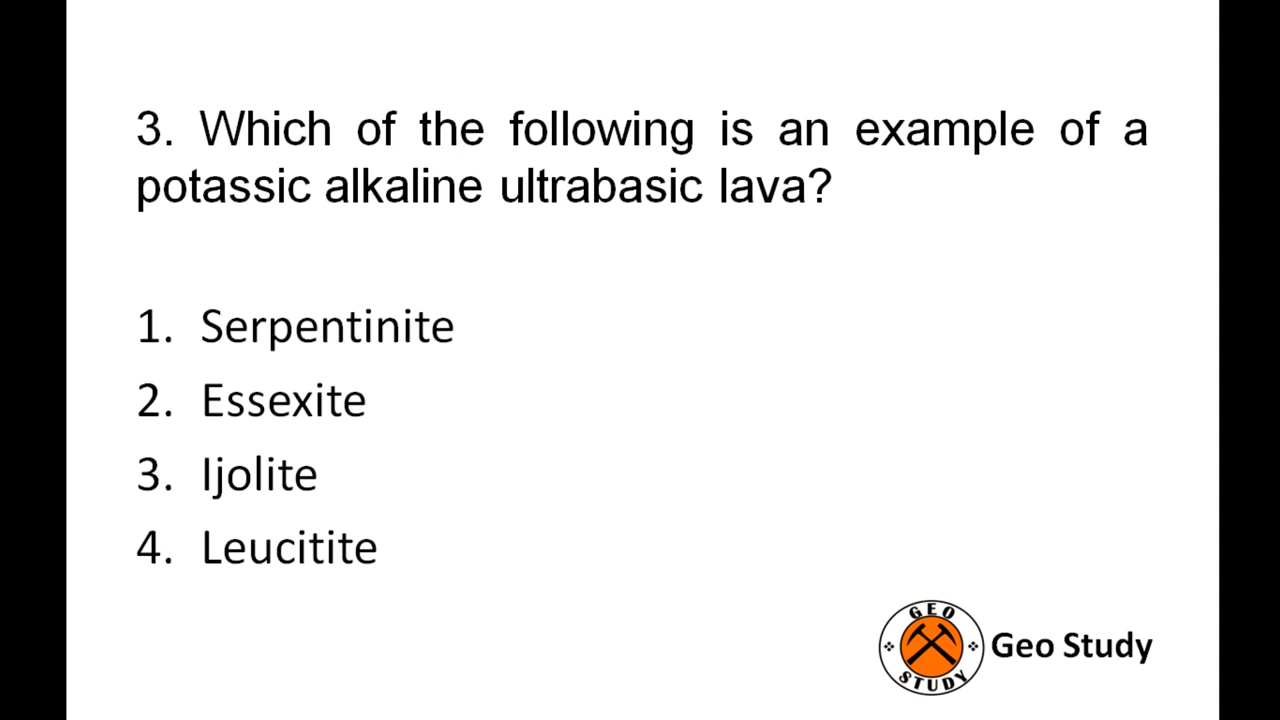 3. Which of the following is an example of a
potassic alkaline ultrabasic lava?
1. Serpentinite
2. Essexite
3. Ijolite
4. Leucitite
GEO
STUDY
Geo Study